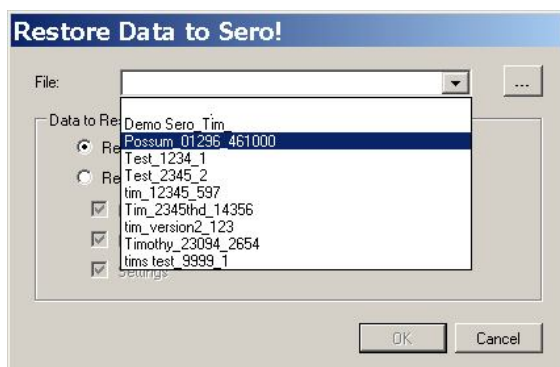 Restore Data to Sero!
File:
...
Data to Re
Demo Sero_Tim_
Re
Possum_01296_461000
Test_1234_1
Re
Test_2345_2
tim_12345_597
Tim_2345thd_14356
tim_version2_123
Timothy_23094_2654
tims test_9999_1
Settings
OK
Cancel